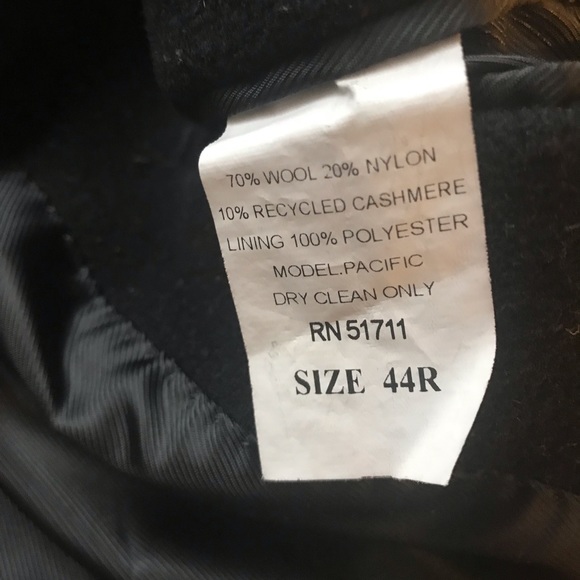 70% WOOL 20% NYLON
10% RECYCLED CASHMERE
LINING 100% POLYESTER
MODEL.PACIFIC
DRY CLEAN ONLY
RN 51711
SIZE 44R